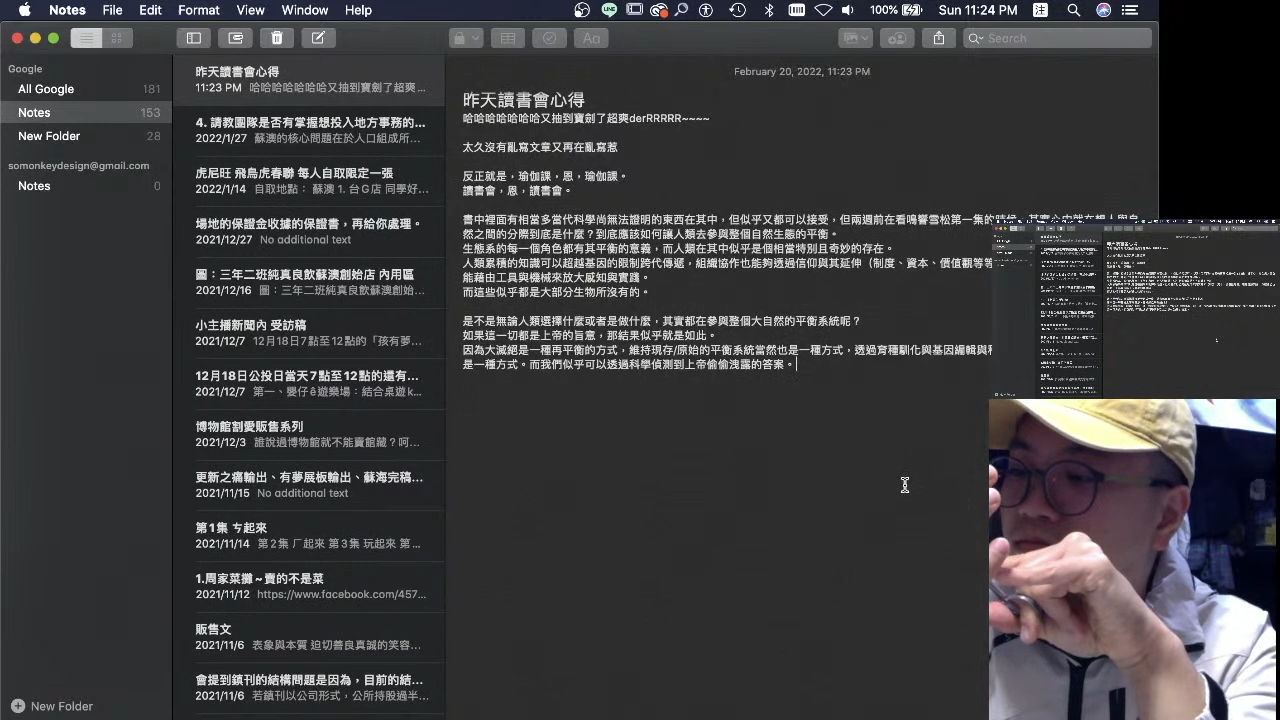 Notes File Edit Format View Window Help
100% Sun 11:24 PM 注
Aa
Search
Google
All Google 181
Notes 153
New Folder 28
somonkeydesign@gmail.com
Notes 0
New Folder
昨天讀書會心得
11:23 PM 哈哈哈哈哈哈哈又抽到寶劍了超爽…
4. 請教團隊是否有掌握想投入地方事務的…
2022/1/27 蘇澳的核心問題在於人口組成所…
虎尼旺 飛鳥虎春聯 每人自取限定一張
2022/1/14 自取地點： 蘇澳 1. 台G店 同學好…
場地的保證金收據的保證書，再給你處理。
2021/12/27 No additional text
圖：三年二班純真民歌蘇澳創生工作月用區
2021/12/16 圖：三年二班純真民歌蘇澳創造始…
小主播新聞內 受訪稿
2021/12/7 12月18日7點至12點的「孩有夢…
12月18日公投日當天7點至12點的還有…
2021/12/7 第一、嘜仔é遊樂場：結合桌遊k…
博物館割愛販售系列
2021/12/3 誰說過博物館就不能賣館藏？呵…
更新之痛輸出、有夢展板輸出、蘇海完稿…
2021/11/15 No additional text
第1集 ㄘ起來
2021/11/14 第２集 ㄏ起來 第３集 玩起來 第…
1.周家菜攤～賣的不是菜
2021/11/12 https://www.facebook.com/457…
販售文
2021/11/6 表象與本質 迫切善良真誠的笑容…
會提到鎮刊的結構問題是因為，目前的結…
2021/11/6 若鎮刊以公司形式，公所持股過半…
February 20, 2022, 11:23 PM
昨天讀書會心得
哈哈哈哈哈哈哈又抽到寶劍了超爽derRRRRR~~~~
太久沒有亂寫文章又再在亂寫惹
反正就是，瑜伽課，恩，瑜伽課。
讀書會，恩，讀書會。
書中裡面有相當多當代科學尚無法證明的東西在其中，但似乎又都可以接受，但兩週前在看鳴響雪松第一集的時候，其實心中就在想人與自
然之間的分際到底是什麼？到底應該如何讓人類去參與整個自然生態的平衡。
生態系的每一個角色都有其平衡的意義，而人類在其中似乎是個相當特別且奇妙的存在。
人類累積的知識可以超越基因的限制跨代傳遞，組織協作也能夠透過信仰與其延伸（制度、資本、價值觀等等
能藉由工具與機械來放大感知與實踐。
而這些似乎都是大部分生物所沒有的。
是不是無論人類選擇什麼或者是做什麼，其實都在參與整個大自然的平衡系統呢？
如果這一切都是上帝的旨意，那結果似乎就是如此。
因為大滅絕是一種再平衡的方式，維持現存/原始的平衡系統當然也是一種方式，透過育種馴化與基因編輯與
是一種方式。而我們似乎可以透過科學偵測到上帝偷偷洩露的答案。